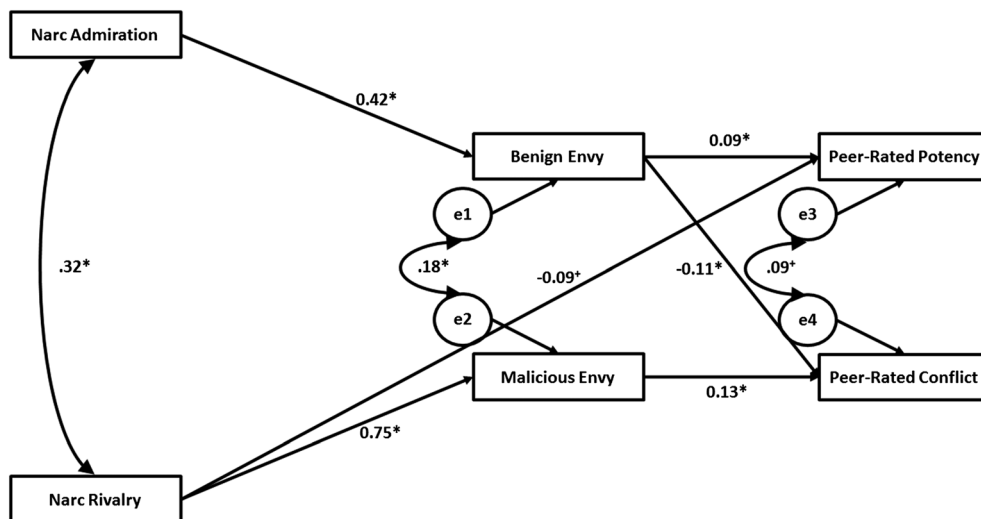 Narc Admiration
0.42*
Benign Envy
0.09*
Peer-Rated Potency
e1
e3
.32*
.18*
-0.09⁺
-0.11*
.09⁺
e2
e4
Malicious Envy
0.13*
Peer-Rated Conflict
0.75*
Narc Rivalry